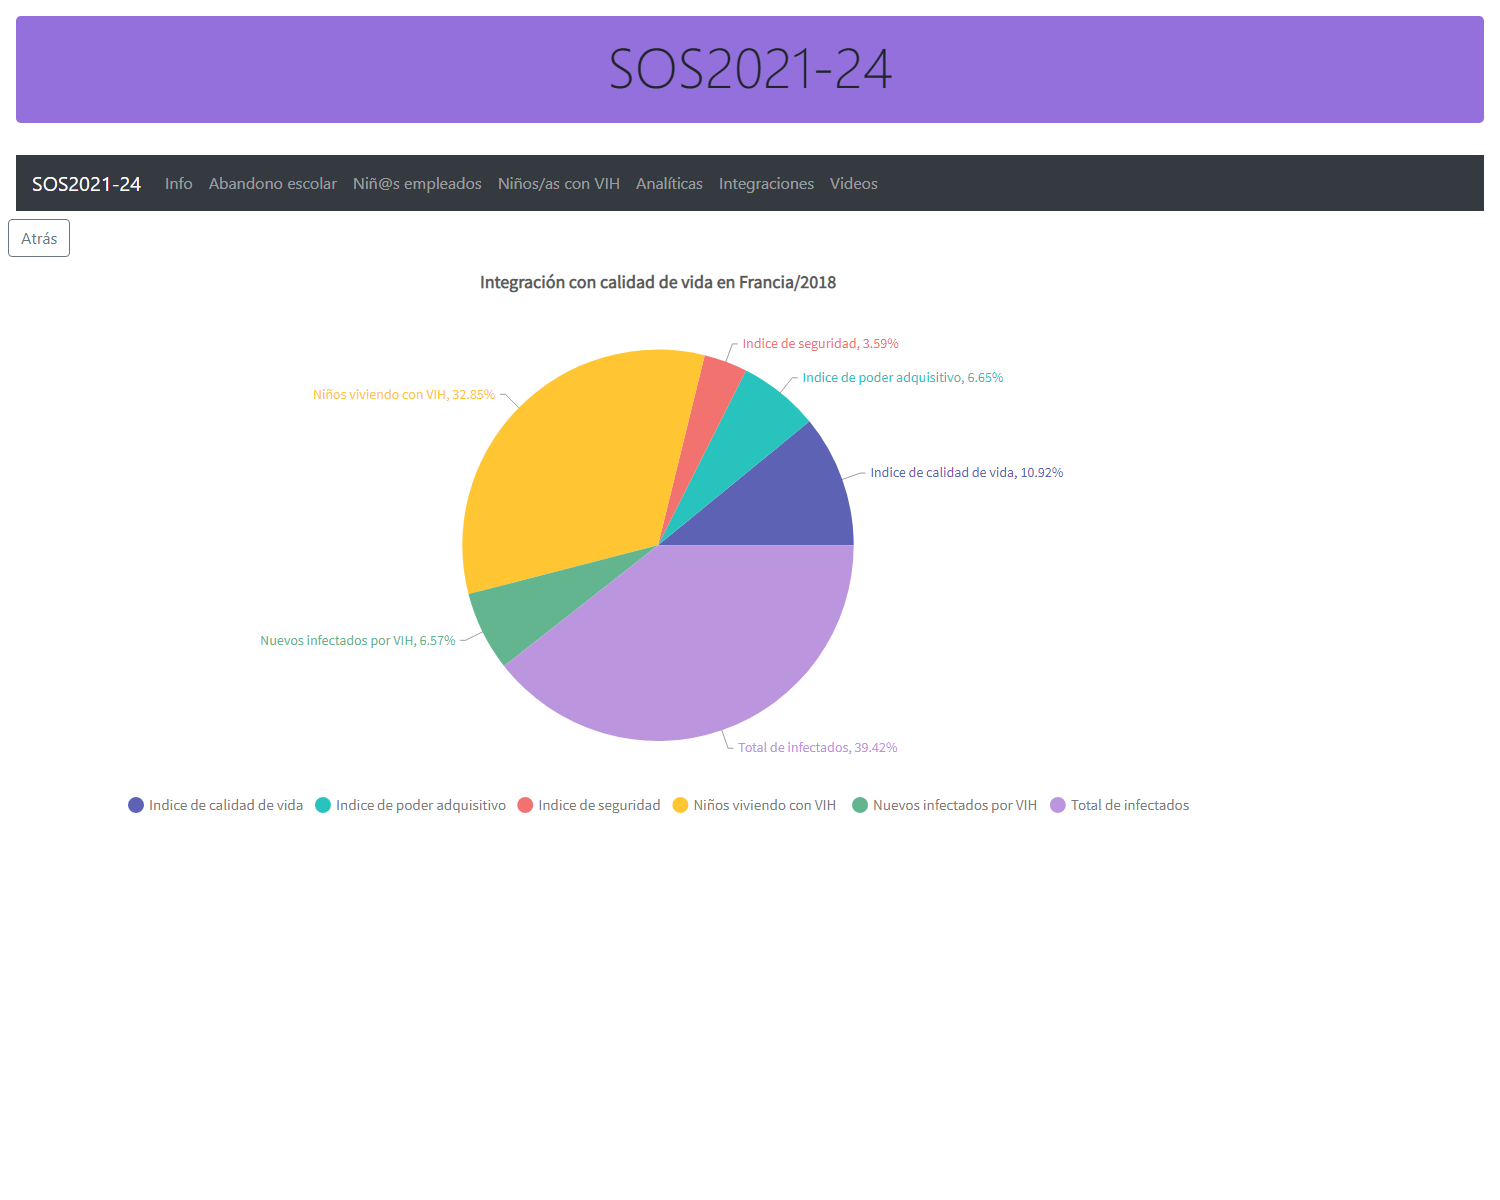 SOS2021-24
SOS2021-24 Info Abandono escolar Niñ@s empleados Niños/as con VIH Analíticas Integraciones Videos
Atrás
Integración con calidad de vida en Francia/2018
Indice de seguridad, 3.59%
Indice de poder adquisitivo, 6.65%
Niños viviendo con VIH, 32.85%
Indice de calidad de vida, 10.92%
Nuevos infectados por VIH, 6.57%
Total de infectados, 39.42%
Indice de calidad de vida Indice de poder adquisitivo Indice de seguridad Niños viviendo con VIH Nuevos infectados por VIH Total de infectados